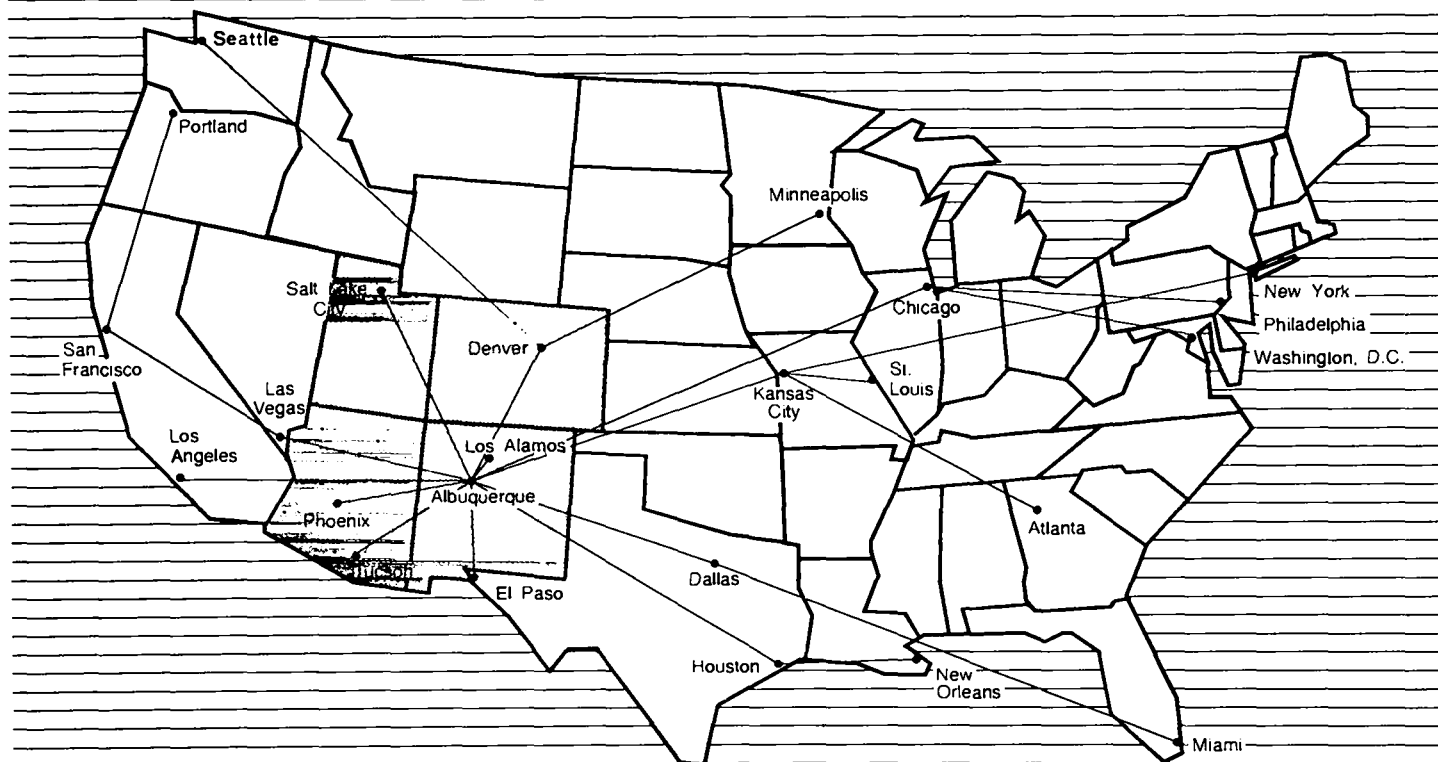 Seattle
Portland
Minneapolis
Salt Lake
City
Chicago
New York
Philadelphia
Washington, D.C.
San
Francisco
Denver
Las
Vegas
St.
Louis
Kansas
City
Los
Angeles
Los Alamos
Albuquerque
Phoenix
Atlanta
Tucson
Dallas
El Paso
Houston
New
Orleans
Miami